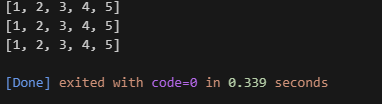 [1, 2, 3, 4, 5]
[1, 2, 3, 4, 5]
[1, 2, 3, 4, 5]
[Done] exited with code=0 in 0.339 seconds